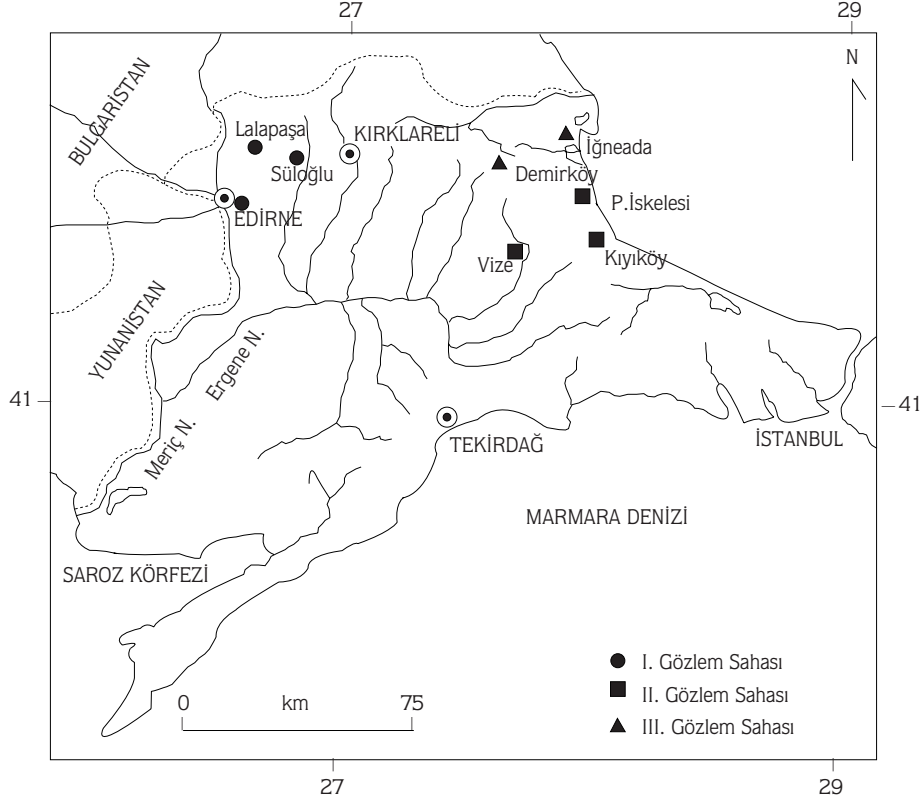 27
29
N
BULGARİSTAN
Lalapaşa
KIRKLARELİ
İğneada
Süloğlu
Demirköy
P.İskelesi
EDİRNE
Kıyıköy
Vize
YUNANİSTAN
Ergene N.
41
41
Meriç N.
TEKİRDAĞ
İSTANBUL
MARMARA DENİZİ
SAROZ KÖRFEZİ
I. Gözlem Sahası
0 km 75
II. Gözlem Sahası
III. Gözlem Sahası
27
29